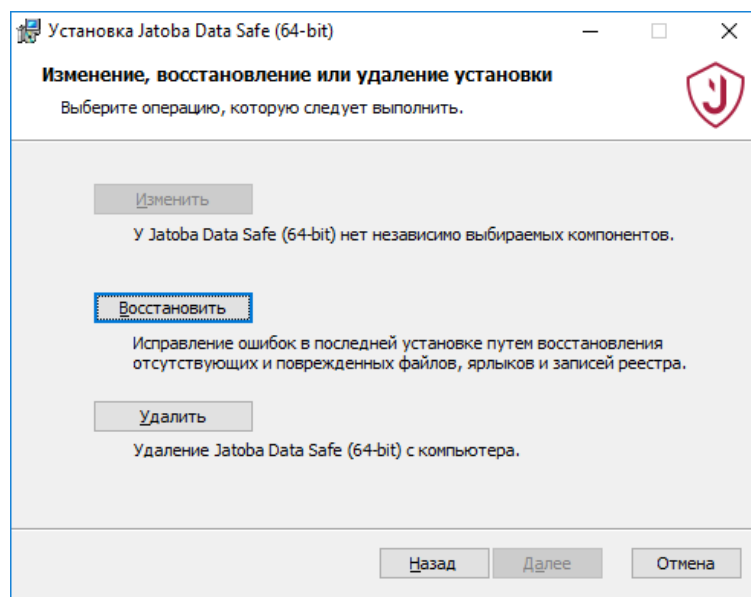 Установка Jatoba Data Safe (64-bit)
Изменение, восстановление или удаление установки
Выберите операцию, которую следует выполнить.
Изменить
У Jatoba Data Safe (64-bit) нет независимо выбираемых компонентов.
Восстановить
Исправление ошибок в последней установке путем восстановления
отсутствующих и поврежденных файлов, ярлыков и записей реестра.
Удалить
Удаление Jatoba Data Safe (64-bit) с компьютера.
Назад Далее Отмена